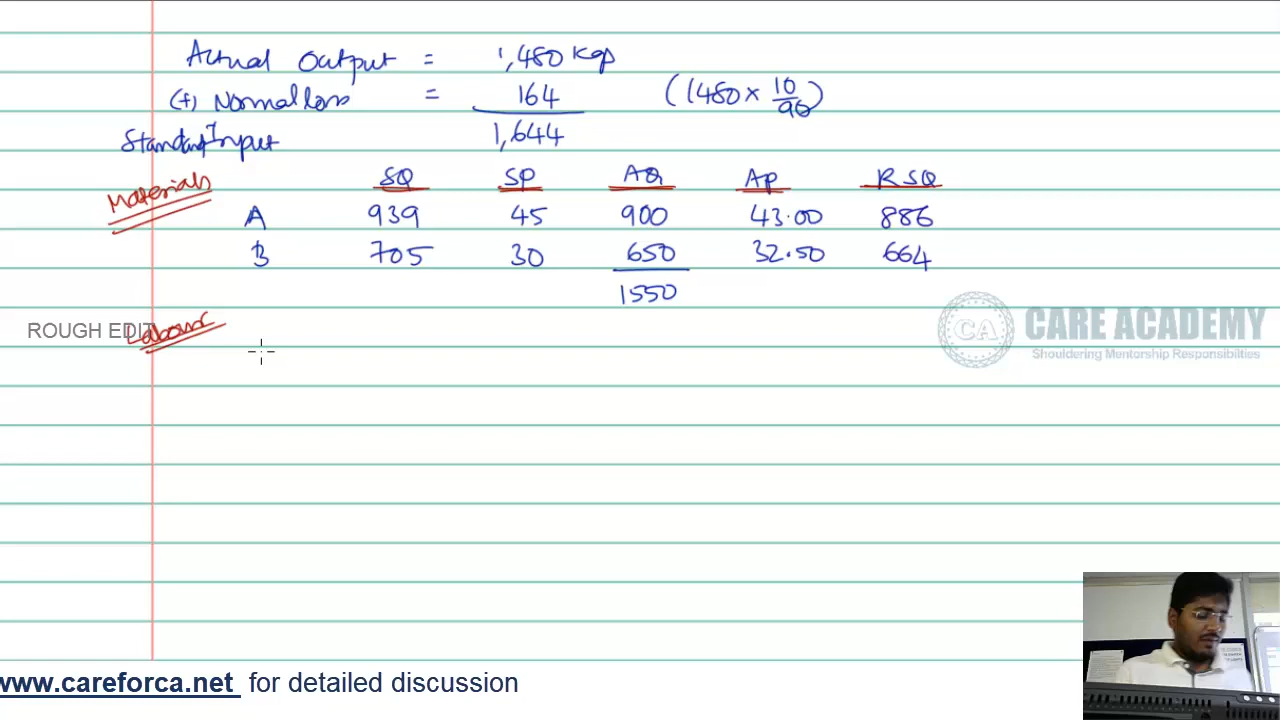 Actual Output = 1,480 Kgs
(+) Normal loss = 164 (1480 × 10/90)
Standard Input 1,644
Materials SQ SP AQ AP RSQ
A 939 45 900 43.00 886
B 705 30 650 32.50 664
1550
ROUGH EDIT Labour
CA CARE ACADEMY
Shouldering Mentorship Responsibilties
www.careforca.net for detailed discussion